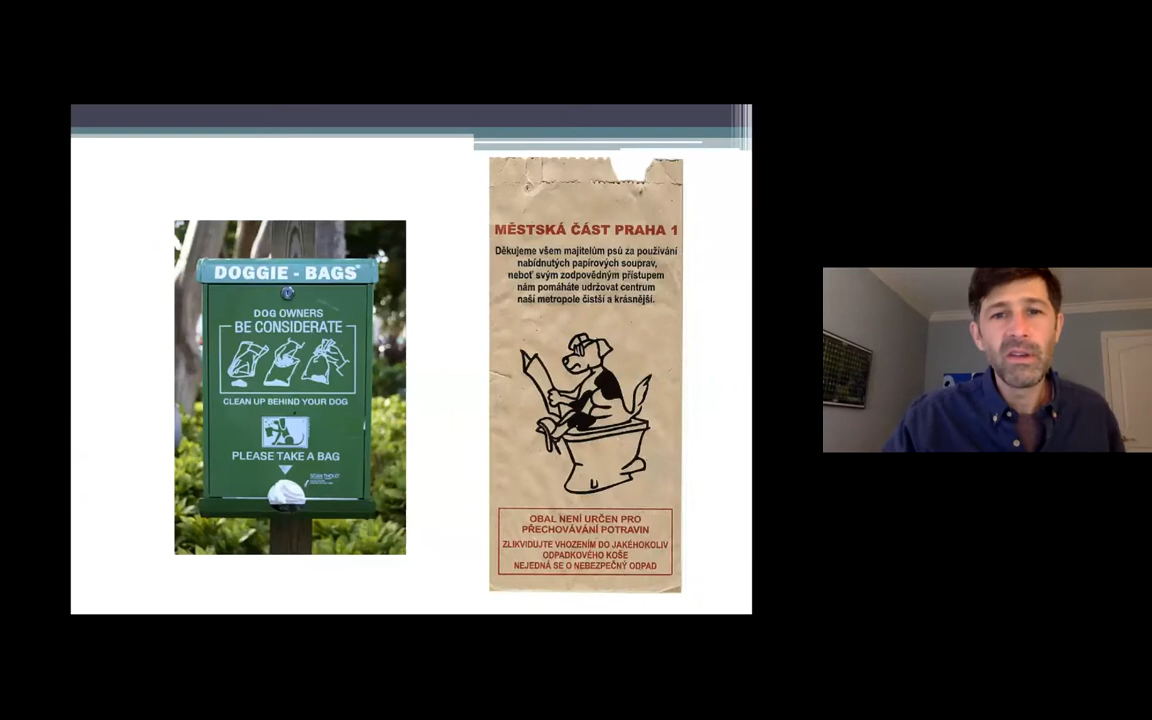 DOGGIE - BAGS®
DOG OWNERS
BE CONSIDERATE
CLEAN UP BEHIND YOUR DOG
PLEASE TAKE A BAG
MĚSTSKÁ ČÁST PRAHA 1
Děkujeme všem majitelům psů za používání
nabídnutých papírových souprav,
neboť svým zodpovědným přístupem
nám pomáháte udržovat centrum
naší metropole čistší a krásnější.
OBAL NENÍ URČEN PRO
PŘECHOVÁVÁNÍ POTRAVIN
ZLIKVIDUJTE VHOZENÍM DO JAKÉHOKOLIV
ODPADKOVÉHO KOŠE
NEJEDNÁ SE O NEBEZPEČNÝ ODPAD